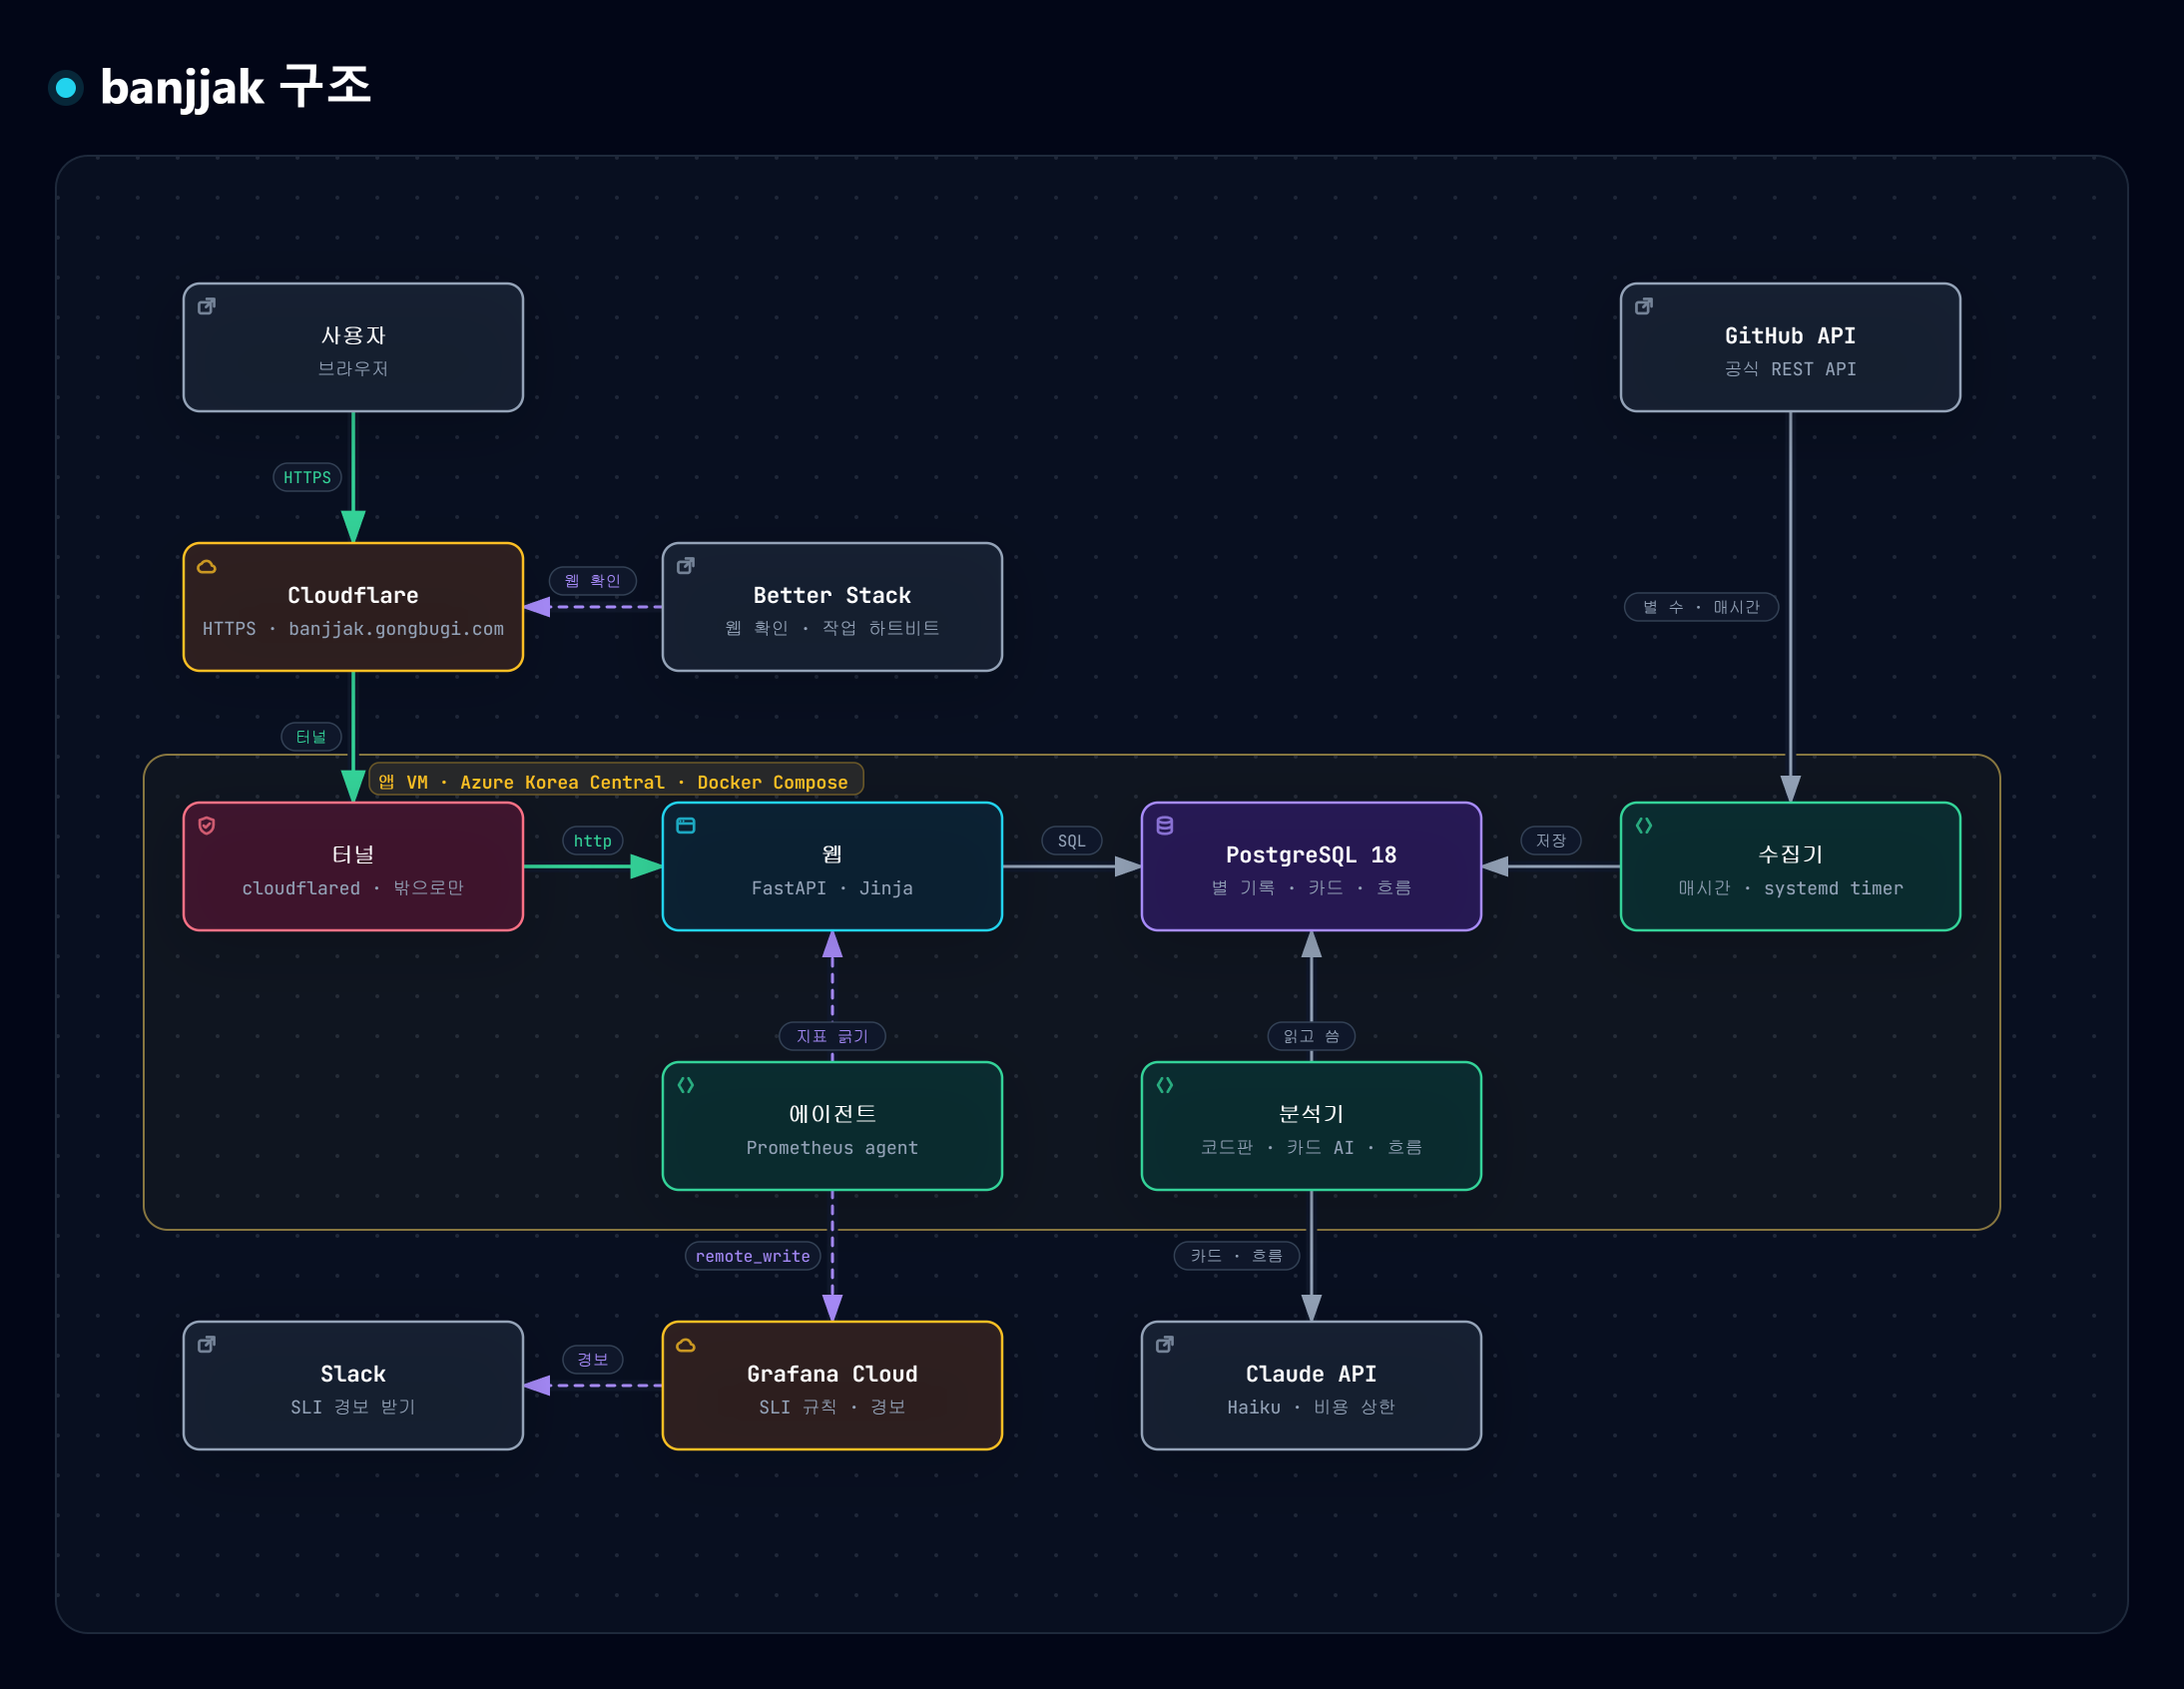 banjjak 구조
사용자
브라우저
GitHub API
공식 REST API
HTTPS
Cloudflare
HTTPS · banjjak.gongbugi.com
웹 확인
Better Stack
웹 확인 · 작업 하트비트
별 수 · 매시간
터널
앱 VM · Azure Korea Central · Docker Compose
터널
cloudflared · 밖으로만
http
웹
FastAPI · Jinja
SQL
PostgreSQL 18
별 기록 · 카드 · 흐름
저장
수집기
매시간 · systemd timer
지표 긁기
읽고 씀
에이전트
Prometheus agent
분석기
코드판 · 카드 AI · 흐름
remote_write
카드 · 흐름
Slack
SLI 경보 받기
경보
Grafana Cloud
SLI 규칙 · 경보
Claude API
Haiku · 비용 상한